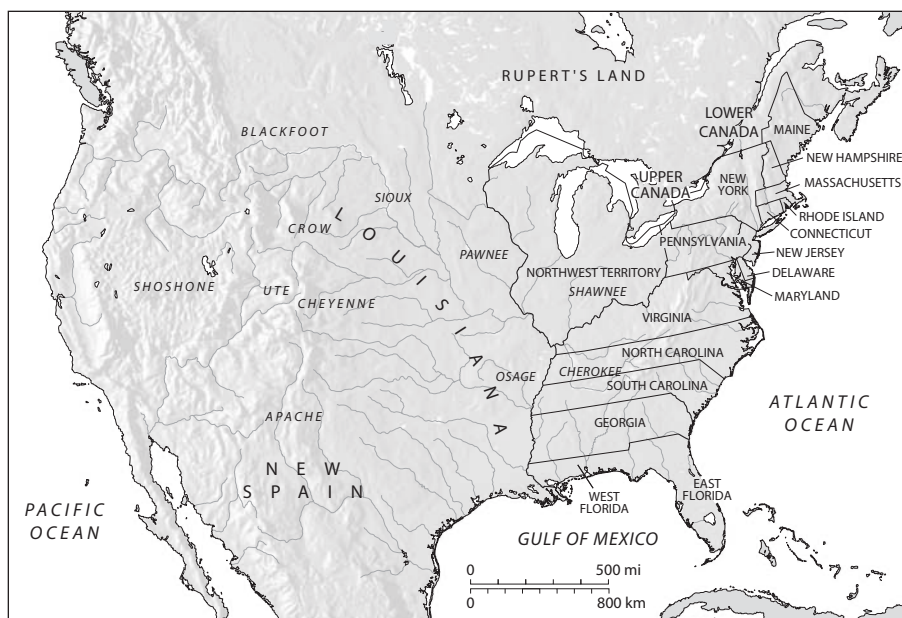 RUPERT'S LAND
LOWER
CANADA
MAINE
BLACKFOOT
NEW HAMPSHIRE
UPPER
CANADA
NEW
YORK
MASSACHUSETTS
SIOUX
RHODE ISLAND
CONNECTICUT
CROW
LOUISIANA
PAWNEE
PENNSYLVANIA
NEW JERSEY
NORTHWEST TERRITORY
DELAWARE
SHOSHONE
UTE
SHAWNEE
MARYLAND
CHEYENNE
VIRGINIA
NORTH CAROLINA
OSAGE
CHEROKEE
SOUTH CAROLINA
ATLANTIC
OCEAN
APACHE
GEORGIA
NEW
SPAIN
WEST
FLORIDA
EAST
FLORIDA
PACIFIC
OCEAN
GULF OF MEXICO
0 500 mi
0 800 km